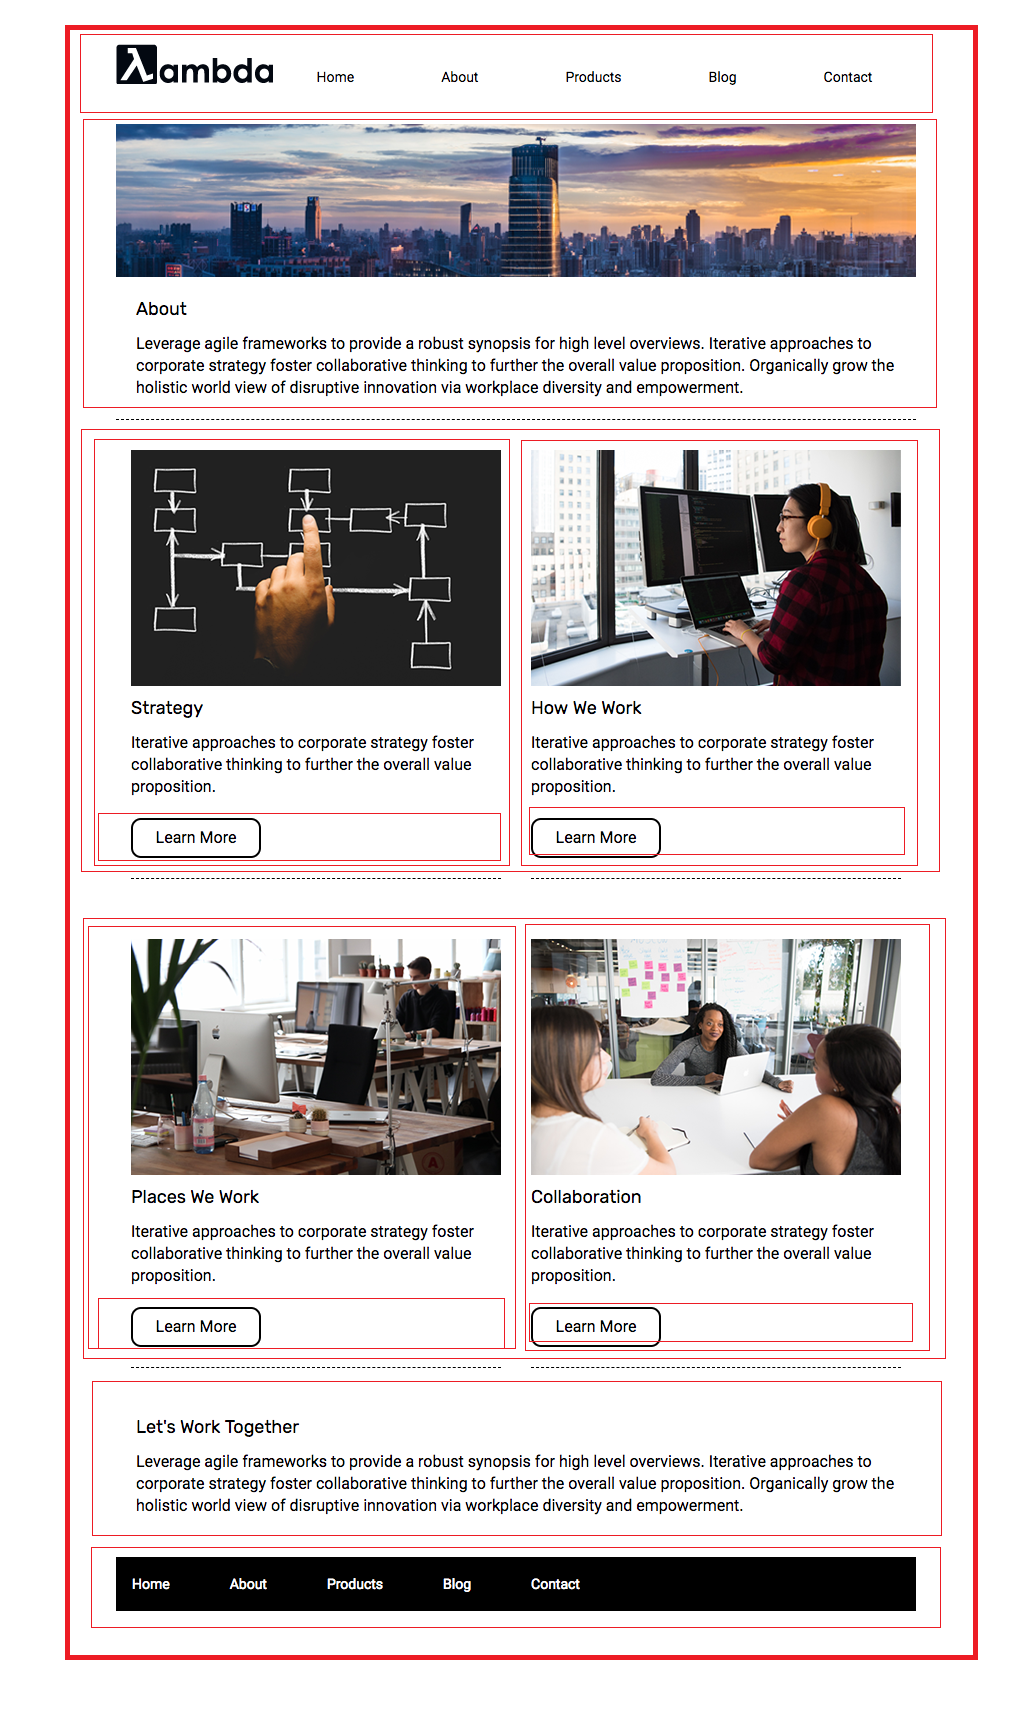 λambda
Home About Products Blog Contact
About
Leverage agile frameworks to provide a robust synopsis for high level overviews. Iterative approaches to
corporate strategy foster collaborative thinking to further the overall value proposition. Organically grow the
holistic world view of disruptive innovation via workplace diversity and empowerment.
Strategy
Iterative approaches to corporate strategy foster
collaborative thinking to further the overall value
proposition.
Learn More
How We Work
Iterative approaches to corporate strategy foster
collaborative thinking to further the overall value
proposition.
Learn More
Places We Work
Iterative approaches to corporate strategy foster
collaborative thinking to further the overall value
proposition.
Learn More
Collaboration
Iterative approaches to corporate strategy foster
collaborative thinking to further the overall value
proposition.
Learn More
Let's Work Together
Leverage agile frameworks to provide a robust synopsis for high level overviews. Iterative approaches to
corporate strategy foster collaborative thinking to further the overall value proposition. Organically grow the
holistic world view of disruptive innovation via workplace diversity and empowerment.
Home About Products Blog Contact